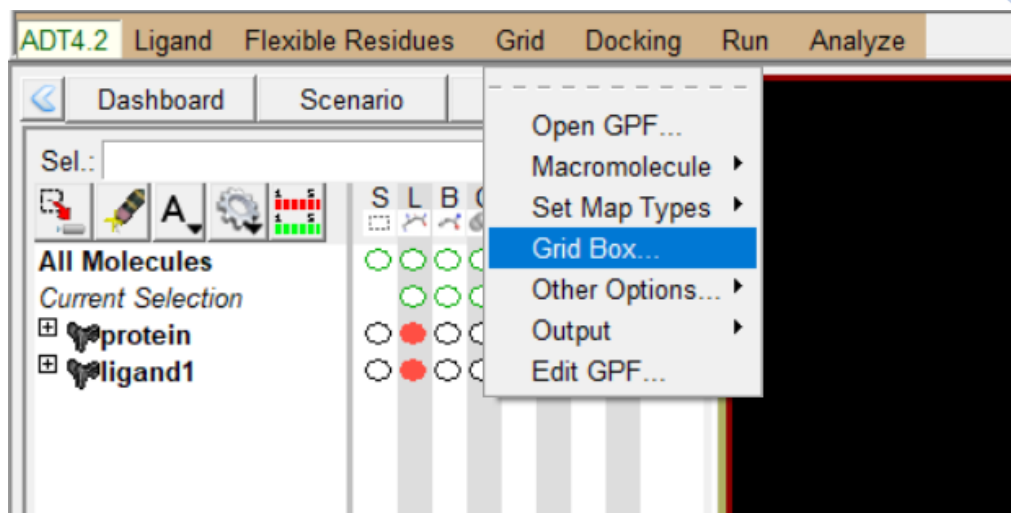 ADT4.2 Ligand Flexible Residues Grid Docking Run Analyze
Dashboard Scenario
Open GPF...
Macromolecule
Sel.:
Set Map Types
S L B
Grid Box...
All Molecules
Other Options...
Current Selection
Output
protein
Edit GPF...
ligand1